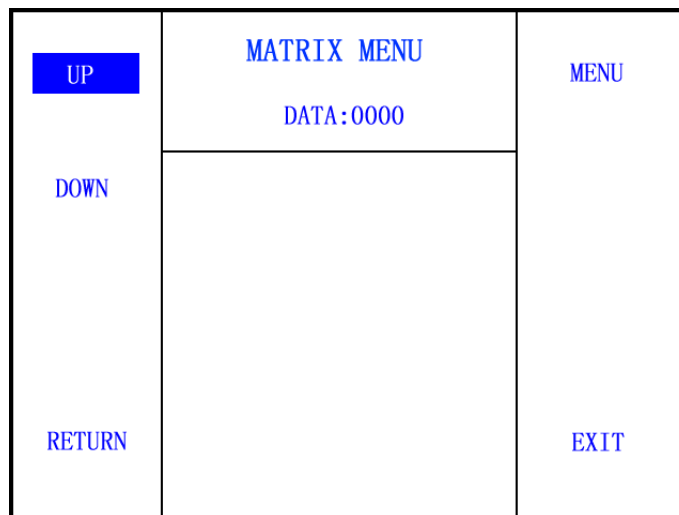 MATRIX MENU
DATA:0000
UP
DOWN
RETURN
MENU
EXIT